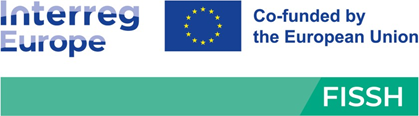 Interreg
Europe
Co-funded by
the European Union
FISSH